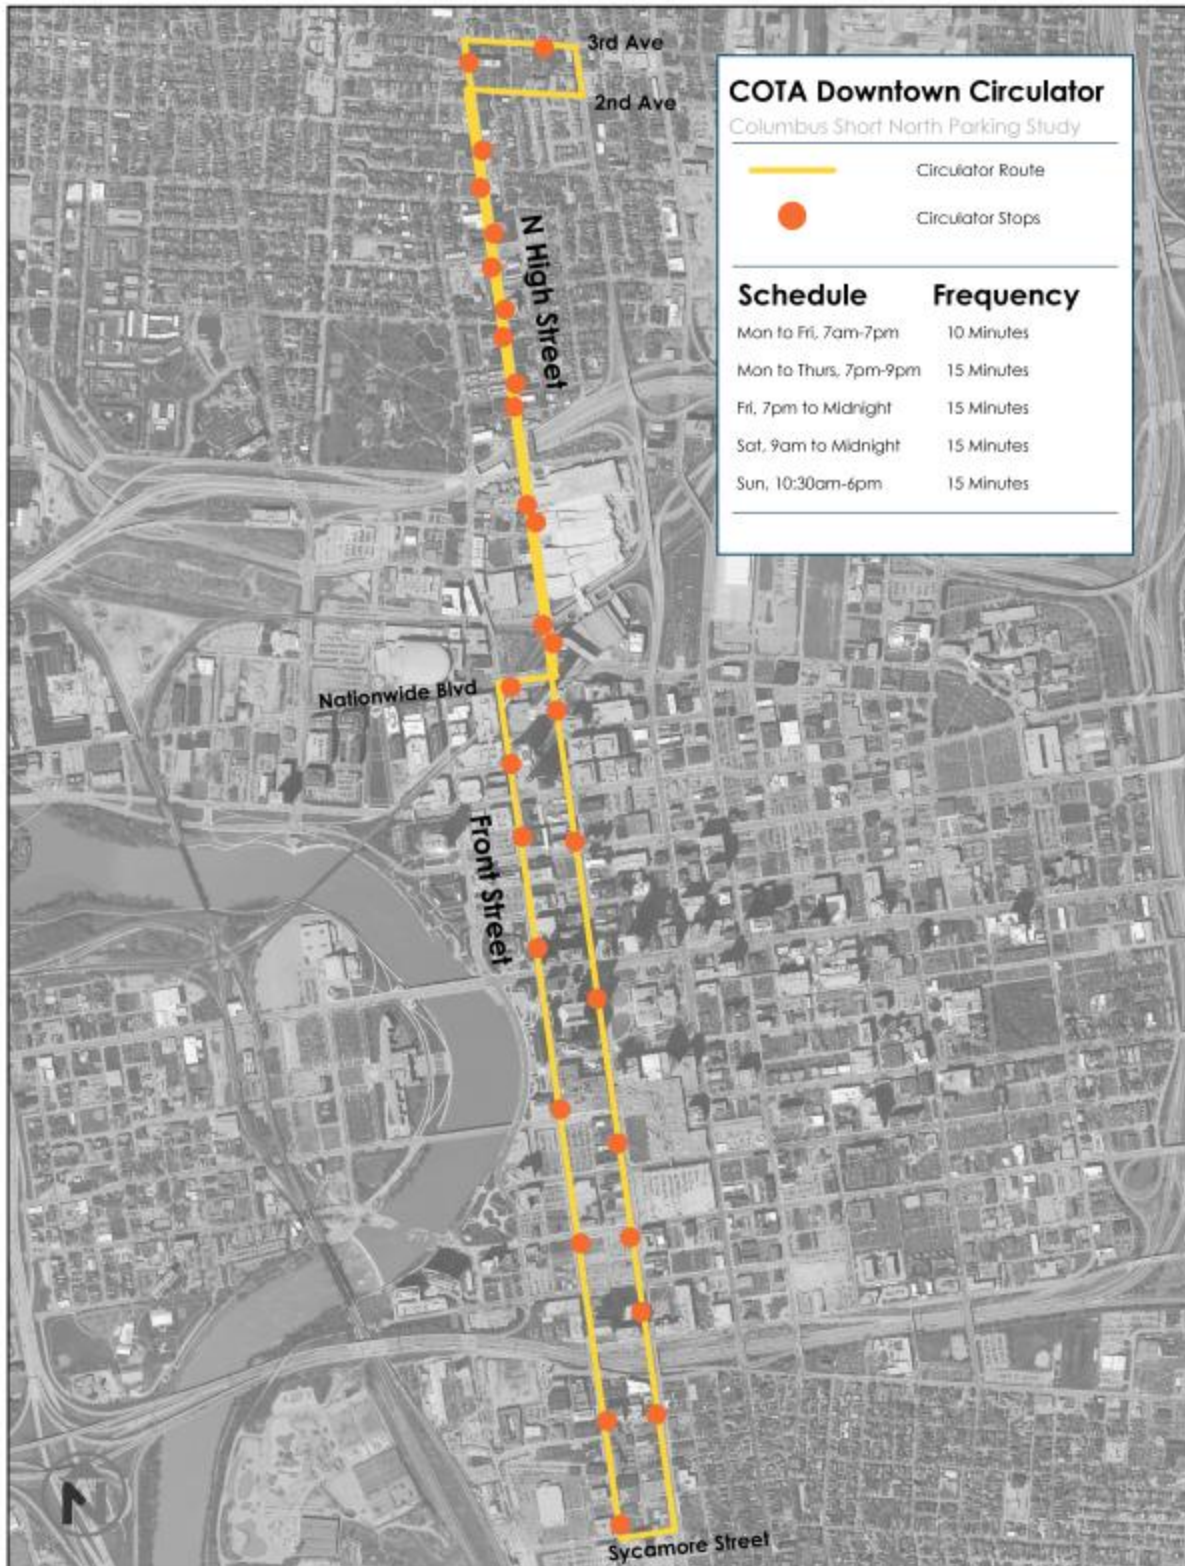 3rd Ave
2nd Ave
COTA Downtown Circulator
Columbus Short North Parking Study
Circulator Route
Circulator Stops
Schedule Frequency
Mon to Fri, 7am-7pm 10 Minutes
Mon to Thurs, 7pm-9pm 15 Minutes
Fri, 7pm to Midnight 15 Minutes
Sat, 9am to Midnight 15 Minutes
Sun, 10:30am-6pm 15 Minutes
N High Street
Nationwide Blvd
Front Street
Sycamore Street
N